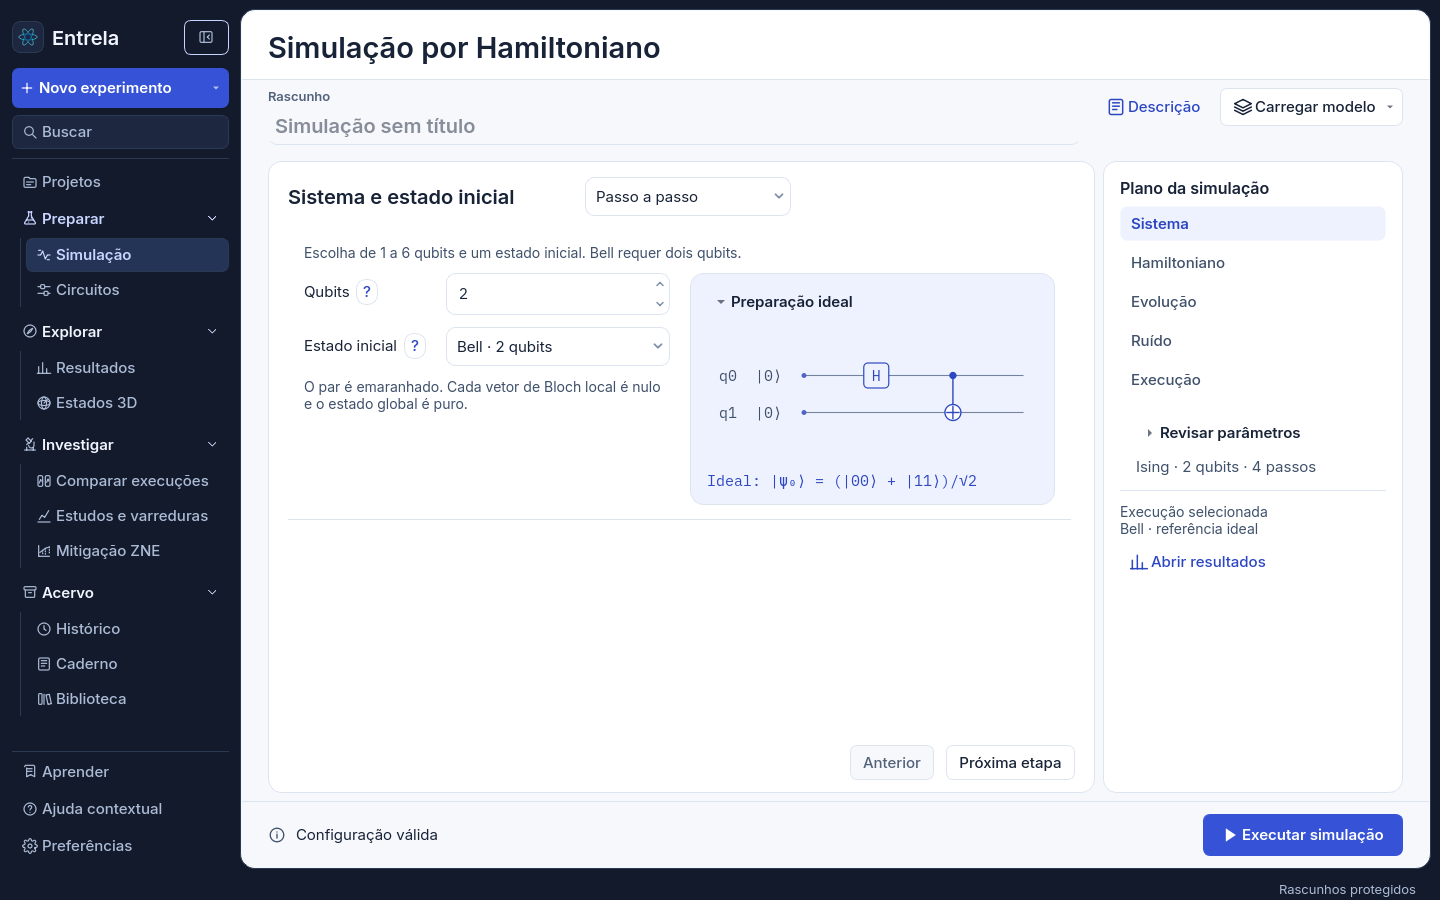 Entrela
Novo experimento
Buscar
Projetos
Preparar
Simulação
Circuitos
Explorar
Resultados
Estados 3D
Investigar
Comparar execuções
Estudos e varreduras
Mitigação ZNE
Acervo
Histórico
Caderno
Biblioteca
Aprender
Ajuda contextual
Preferências
Simulação por Hamiltoniano
Rascunho
Simulação sem título
Descrição
Carregar modelo
Sistema e estado inicial
Passo a passo
Escolha de 1 a 6 qubits e um estado inicial. Bell requer dois qubits.
Qubits ? 2
Estado inicial ? Bell · 2 qubits
O par é emaranhado. Cada vetor de Bloch local é nulo
e o estado global é puro.
Preparação ideal
q0 |0⟩ H
q1 |0⟩
Ideal: |ψ₀⟩ = (|00⟩ + |11⟩)/√2
Anterior
Próxima etapa
Plano da simulação
Sistema
Hamiltoniano
Evolução
Ruído
Execução
Revisar parâmetros
Ising · 2 qubits · 4 passos
Execução selecionada
Bell · referência ideal
Abrir resultados
Configuração válida
Executar simulação
Rascunhos protegidos